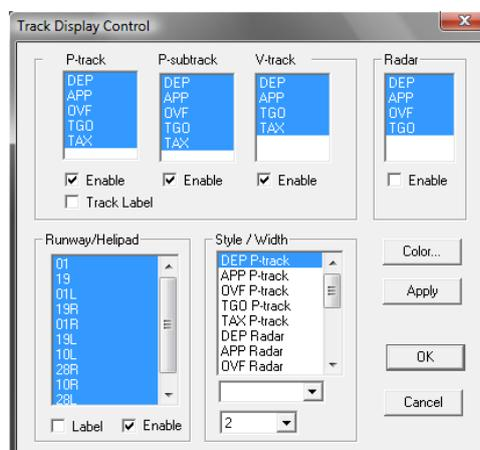 Track Display Control
P-track P-subtrack V-track Radar
DEP DEP DEP DEP
APP APP APP APP
OVF OVF OVF OVF
TGO TGO TGO TGO
TAX TAX TAX
Enable Enable Enable Enable
Track Label
Runway/Helipad
01
19
01L
19R
01R
19L
10L
28R
10R
28L
Label Enable
Style / Width
DEP P-track
APP P-track
OVF P-track
TGO P-track
TAX P-track
DEP Radar
APP Radar
OVF Radar
2
Color...
Apply
OK
Cancel